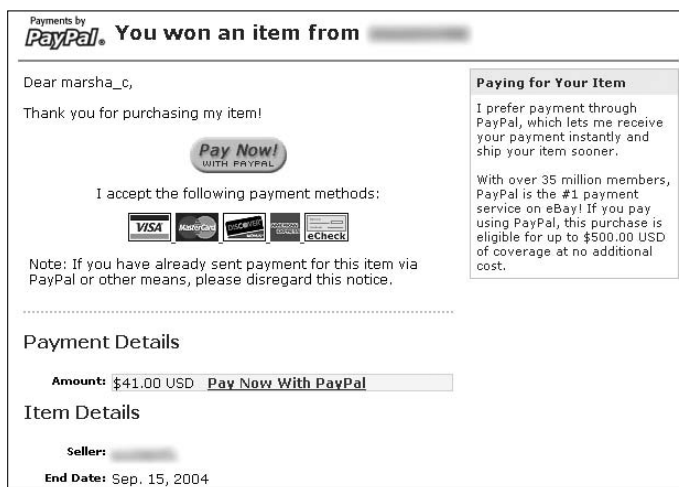 Payments by
PayPal. You won an item from
Dear marsha_c,
Thank you for purchasing my item!
Pay Now!
WITH PAYPAL
I accept the following payment methods:
VISA MasterCard DISCOVER eCheck
Note: If you have already sent payment for this item via
PayPal or other means, please disregard this notice.
Paying for Your Item
I prefer payment through
PayPal, which lets me receive
your payment instantly and
ship your item sooner.
With over 35 million members,
PayPal is the #1 payment
service on eBay! If you pay
using PayPal, this purchase is
eligible for up to $500.00 USD
of coverage at no additional
cost.
Payment Details
Amount: $41.00 USD Pay Now With PayPal
Item Details
Seller:
End Date: Sep. 15, 2004